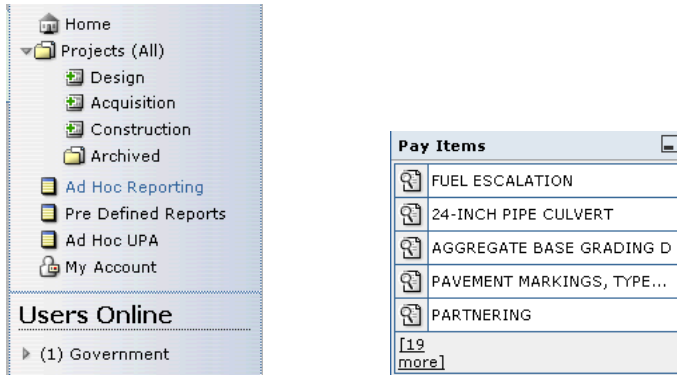 Home
Projects (All)
Design
Acquisition
Construction
Archived
Ad Hoc Reporting
Pre Defined Reports
Ad Hoc UPA
My Account
Users Online
(1) Government
Pay Items
FUEL ESCALATION
24-INCH PIPE CULVERT
AGGREGATE BASE GRADING D
PAVEMENT MARKINGS, TYPE...
PARTNERING
[19
more]